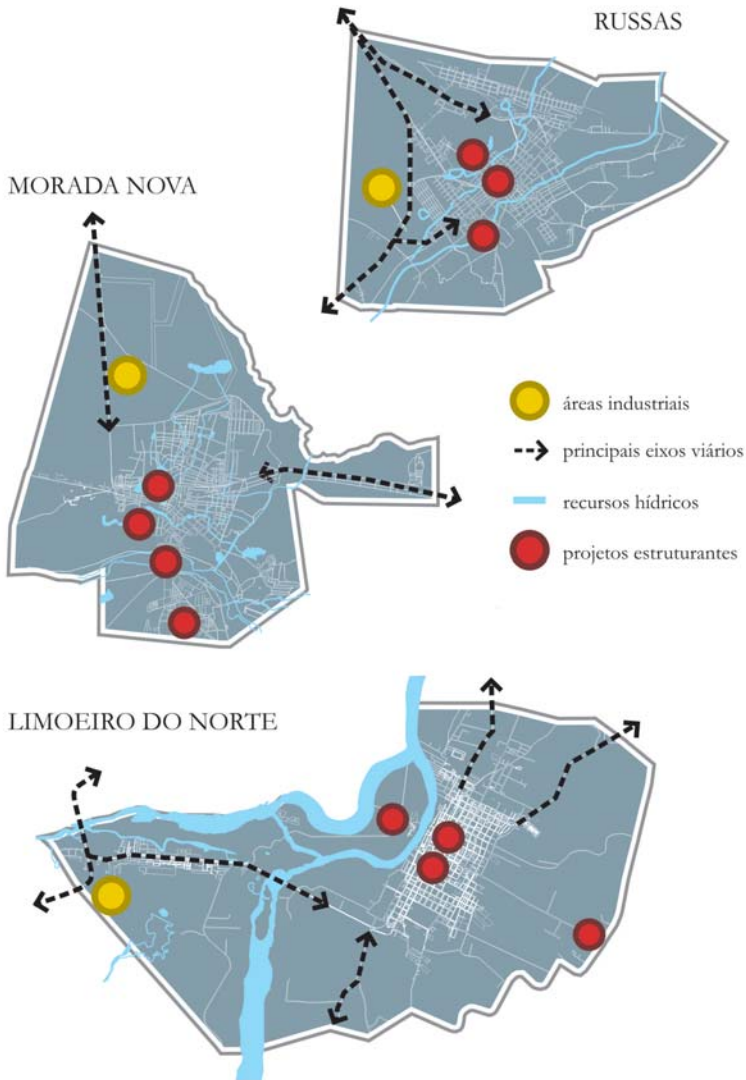 RUSSAS
MORADA NOVA
áreas industriais
principais eixos viários
recursos hídricos
projetos estruturantes
LIMOEIRO DO NORTE